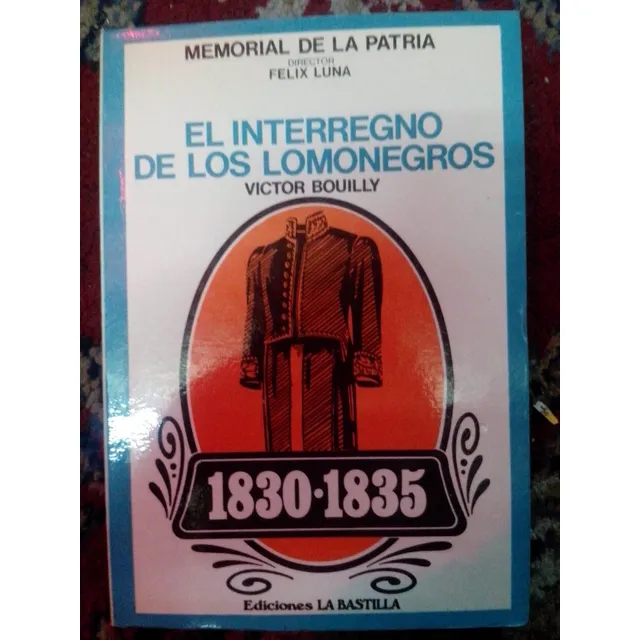 MEMORIAL DE LA PATRIA
DIRECTOR
FELIX LUNA
EL INTERREGNO
DE LOS LOMONEGROS
VICTOR BOUILLY
1830·1835
Ediciones LA BASTILLA